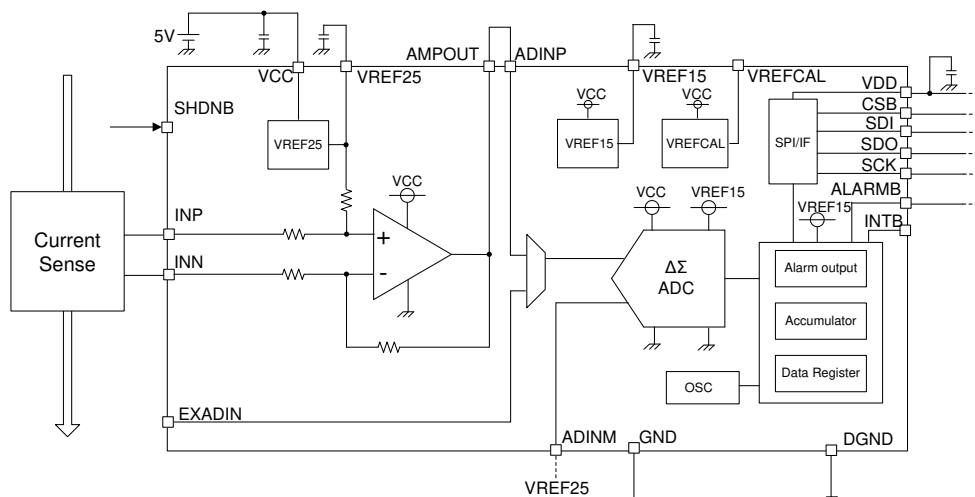 5V
AMPOUT
ADINP
VCC
VREF25
VREF15
VREFCAL
VDD
CSB
SDI
SDO
SCK
ALARMB
INTB
SHDNB
VREF25
VCC
VREF15
VCC
VREFCAL
SPI/IF
Current
Sense
INP
INN
VCC
+
-
VCC
VREF15
VREF15
ΔΣ
ADC
Alarm output
Accumulator
Data Register
OSC
EXADIN
ADINM
GND
DGND
VREF25